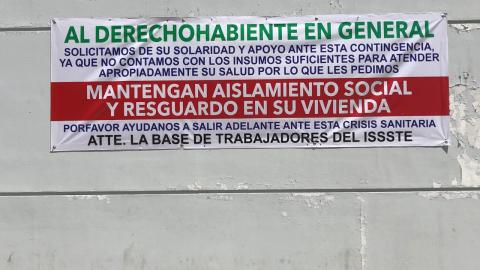 AL DERECHOHABIENTE EN GENERAL
SOLICITAMOS DE SU SOLARIDAD Y APOYO ANTE ESTA CONTINGENCIA,
YA QUE NO CONTAMOS CON LOS INSUMOS SUFICIENTES PARA ATENDER
APROPIADAMENTE SU SALUD POR LO QUE LES PEDIMOS
MANTENGAN AISLAMIENTO SOCIAL
Y RESGUARDO EN SU VIVIENDA
PORFAVOR AYUDANOS A SALIR ADELANTE ANTE ESTA CRISIS SANITARIA
ATTE. LA BASE DE TRABAJADORES DEL ISSSTE